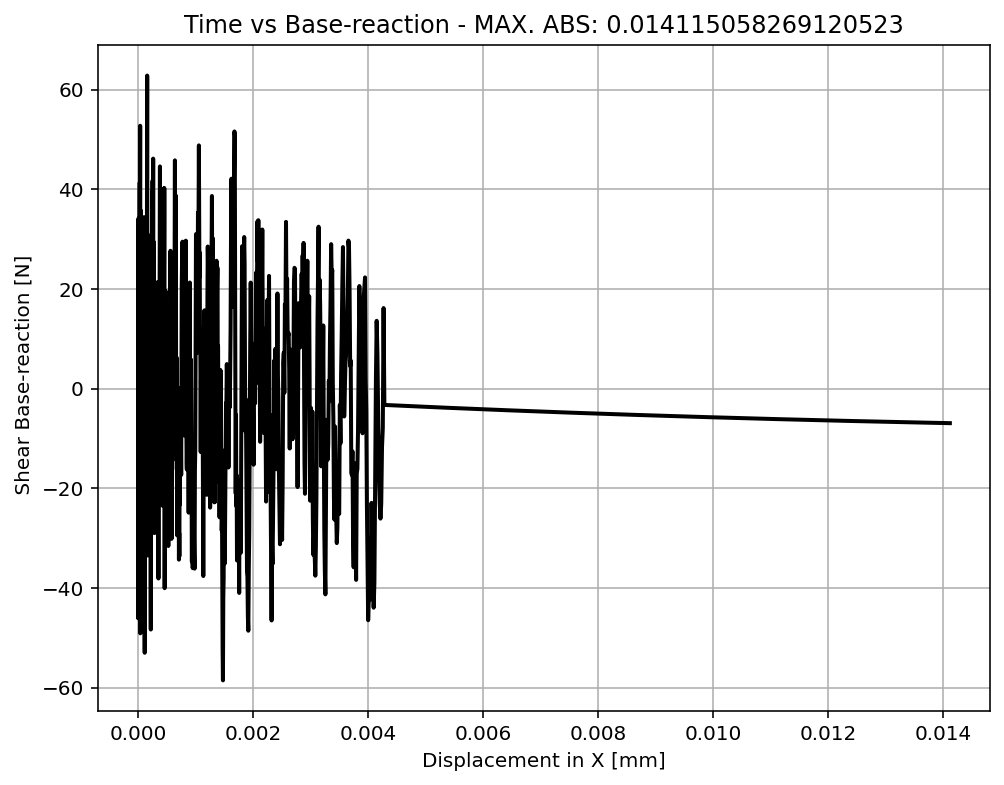 Time vs Base-reaction - MAX. ABS: 0.014115058269120523
Shear Base-reaction [N]
60
40
20
0
−20
−40
−60
0.000 0.002 0.004 0.006 0.008 0.010 0.012 0.014
Displacement in X [mm]